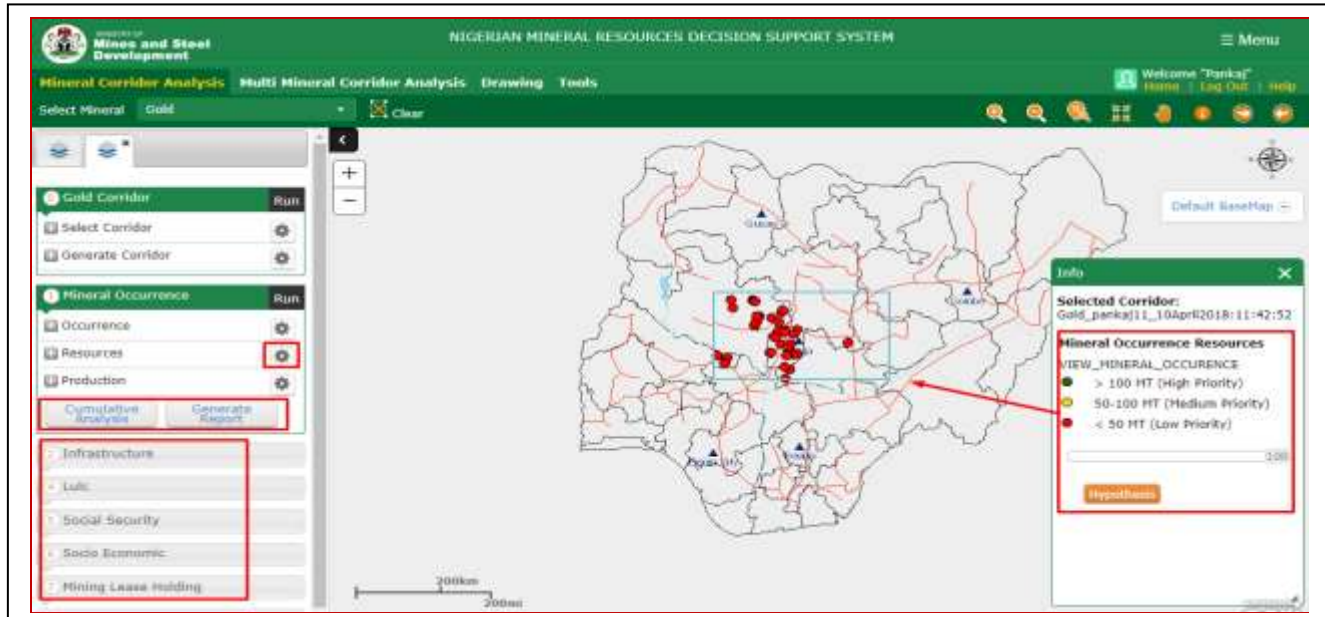 Mines and Steel
Development
NIGERIAN MINERAL RESOURCES DECISION SUPPORT SYSTEM
Menu
Mineral Corridor Analysis Multi Mineral Corridor Analysis Drawing Tools
Welcome "Pankaj"
Home | Log Out | Help
Select Mineral Gold
Clear
Gold Corridor Run
Select Corridor
Generate Corridor
Mineral Occurrence Run
Occurrence
Resources
Production
Cumulative
Analysis
Generate
Report
Infrastructure
Lulc
Social Security
Socio Economic
Mining Lease Holding
+
−
Default BaseMap
Info
Selected Corridor:
Gold_pankaj11_10April2018:11:42:52
Mineral Occurrence Resources
VIEW_MINERAL_OCCURENCE
> 100 MT (High Priority)
50-100 MT (Medium Priority)
< 50 MT (Low Priority)
100
Hypothesis
200km
200mi